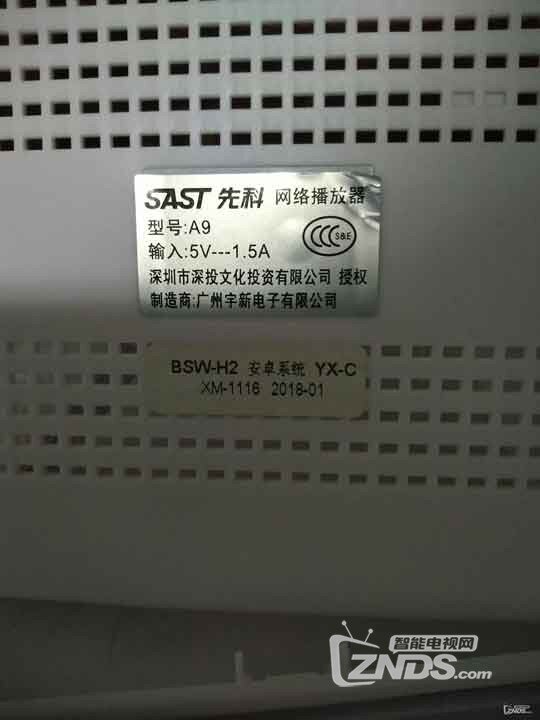 SAST 先科 网络播放器
型号:A9
输入:5V---1.5A
CCC S&E
深圳市深投文化投资有限公司 授权
制造商:广州宇新电子有限公司
BSW-H2 安卓系统 YX-C
XM-1116 2018-01
智能电视网
ZNDS.com
ZNDS